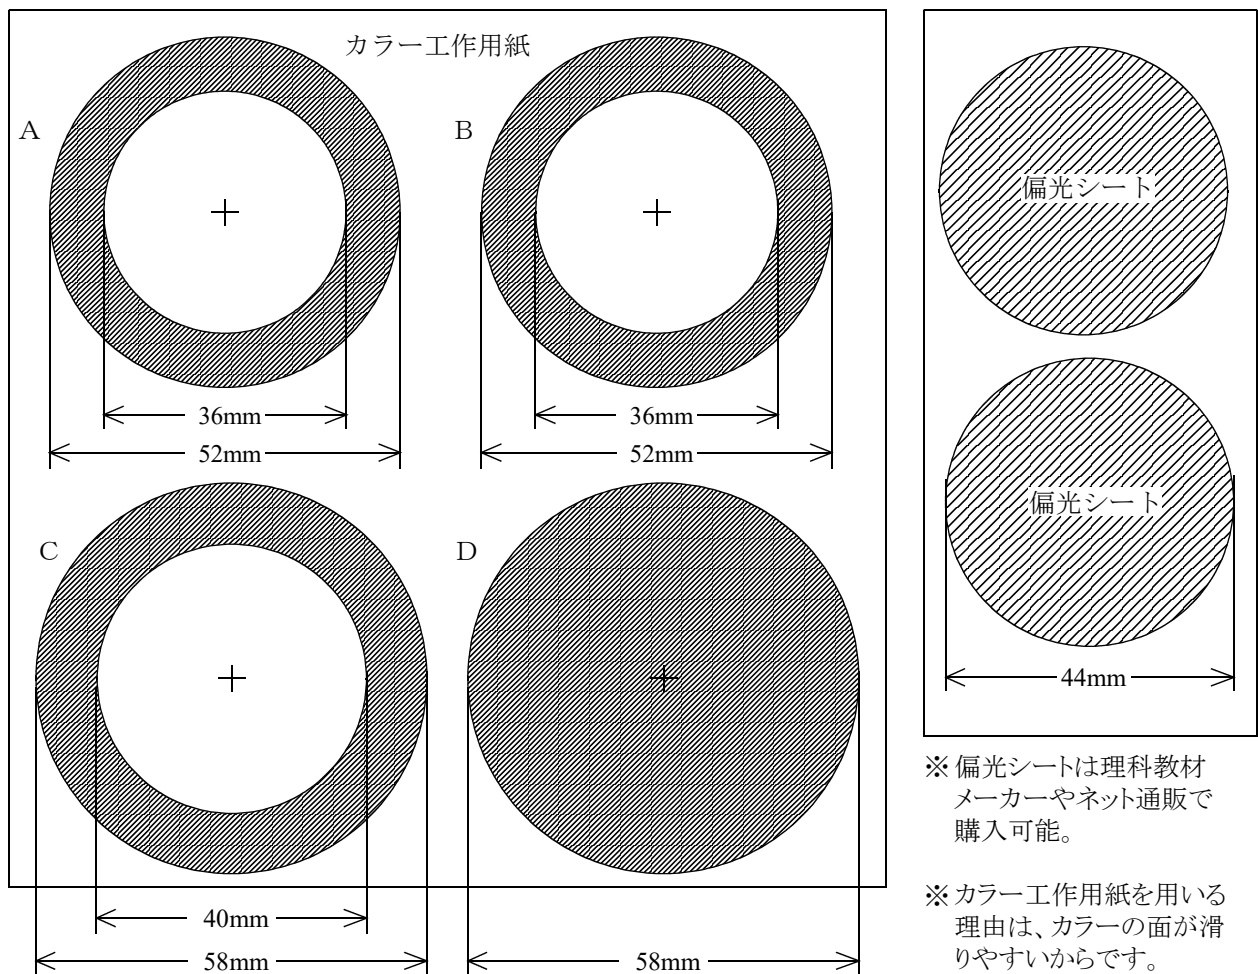 カラー工作用紙
A
B
36mm
52mm
36mm
52mm
C
D
40mm
58mm
58mm
偏光シート
偏光シート
44mm
※偏光シートは理科教材
メーカーやネット通販で
購入可能。
※カラー工作用紙を用いる
理由は、カラーの面が滑
りやすいからです。